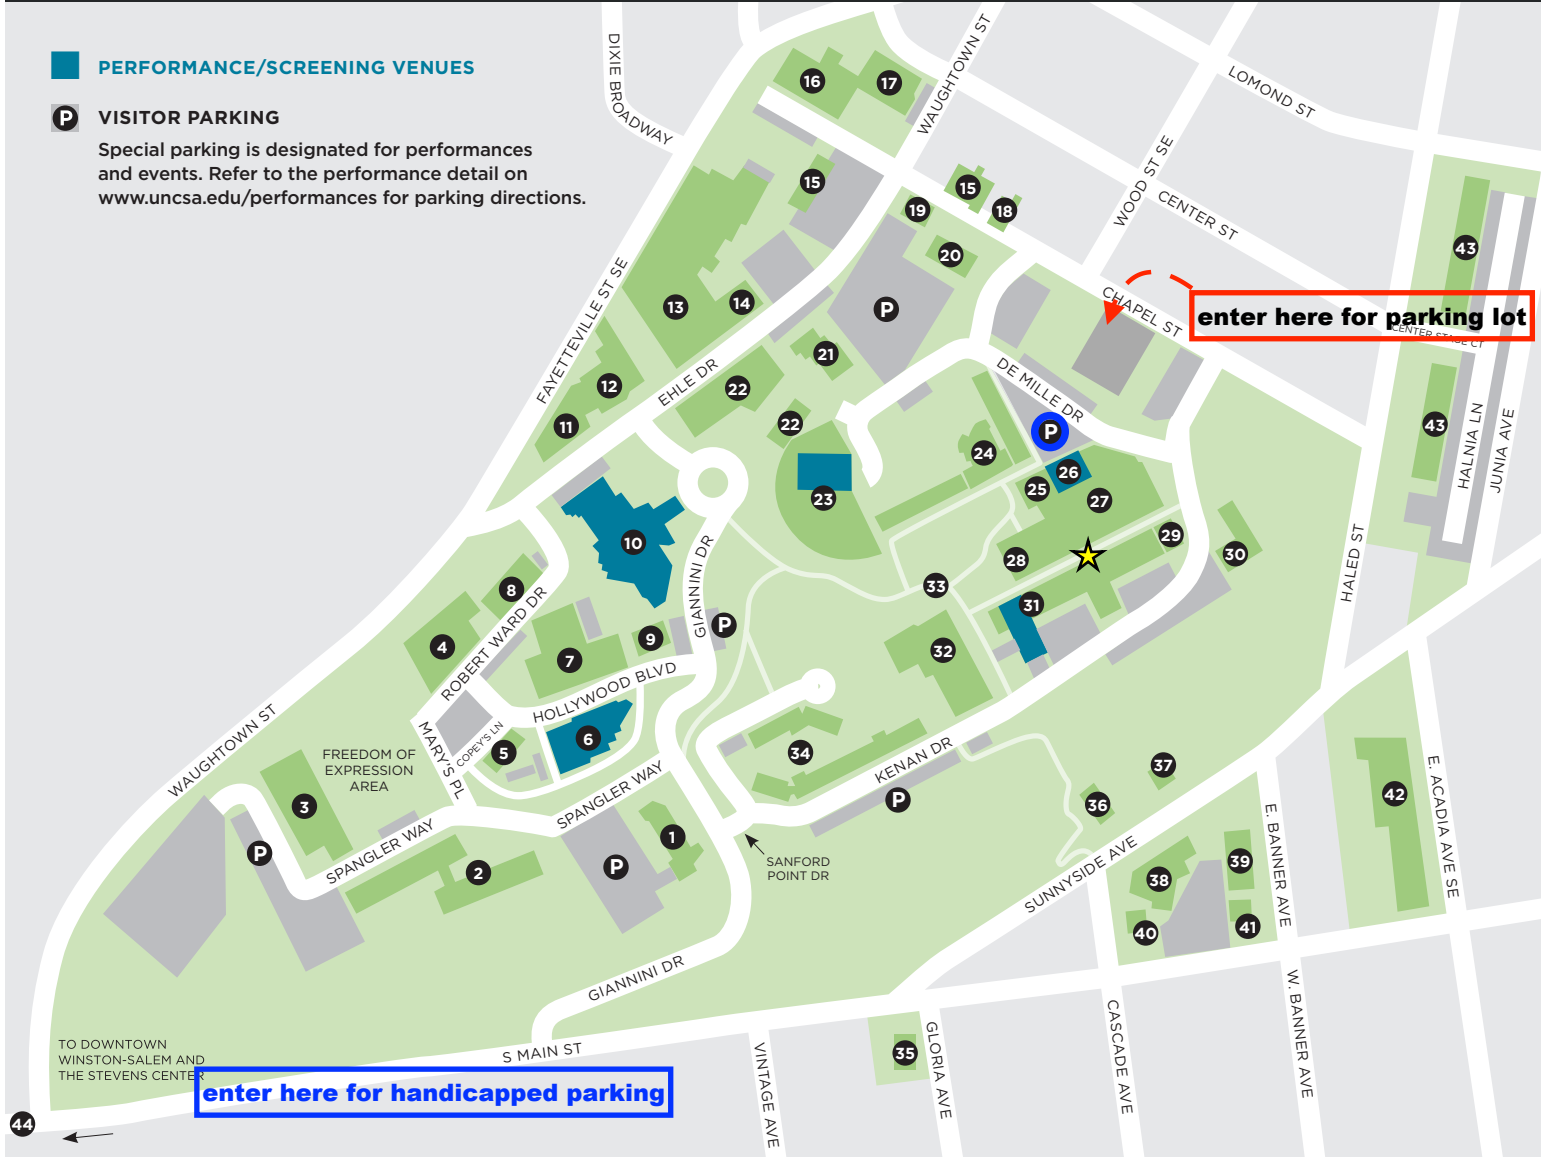 PERFORMANCE/SCREENING VENUES
P VISITOR PARKING
Special parking is designated for performances
and events. Refer to the performance detail on
www.uncsa.edu/performances for parking directions.
DIXIE BROADWAY
WAUGHTOWN ST
LOMOND ST
WOOD ST SE
CENTER ST
FAYETTEVILLE ST SE
CHAPEL ST
enter here for parking lot
CENTER STAGE CT
EHLE DR
DE MILLE DR
HALNIA LN
JUNIA AVE
HALED ST
GIANNINI DR
ROBERT WARD DR
HOLLYWOOD BLVD
MARY'S PL
COPEY'S LN
WAUGHTOWN ST
FREEDOM OF
EXPRESSION
AREA
SPANGLER WAY
SPANGLER WAY
KENAN DR
SANFORD
POINT DR
SUNNYSIDE AVE
E. BANNER AVE
E. ACADIA AVE SE
GIANNINI DR
W. BANNER AVE
CASCADE AVE
GLORIA AVE
VINTAGE AVE
S MAIN ST
TO DOWNTOWN
WINSTON-SALEM AND
THE STEVENS CENTER
enter here for handicapped parking
16
17
15
15
18
19
20
43
13
14
P
21
12
22
11
22
43
P
24
23
26
25
27
10
29
28
30
8
33
31
P
4
9
7
32
6
5
34
37
42
P
36
3
1
P
2
P
39
38
41
40
35
44